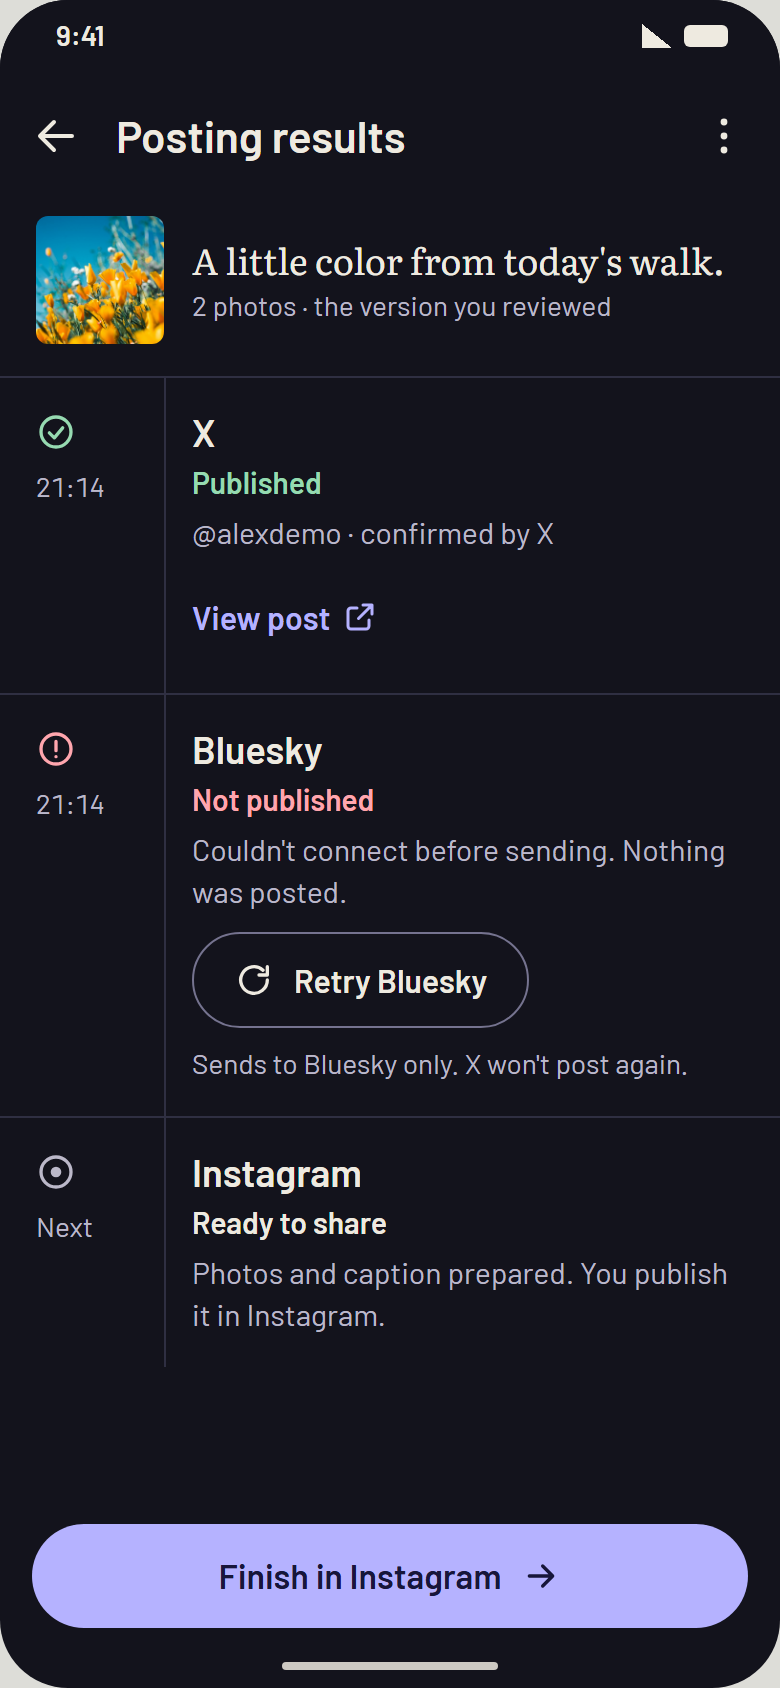 9:41
Posting results
A little color from today's walk.
2 photos · the version you reviewed
X
21:14
Published
@alexdemo · confirmed by X
View post
Bluesky
21:14
Not published
Couldn't connect before sending. Nothing
was posted.
Retry Bluesky
Sends to Bluesky only. X won't post again.
Instagram
Next
Ready to share
Photos and caption prepared. You publish
it in Instagram.
Finish in Instagram